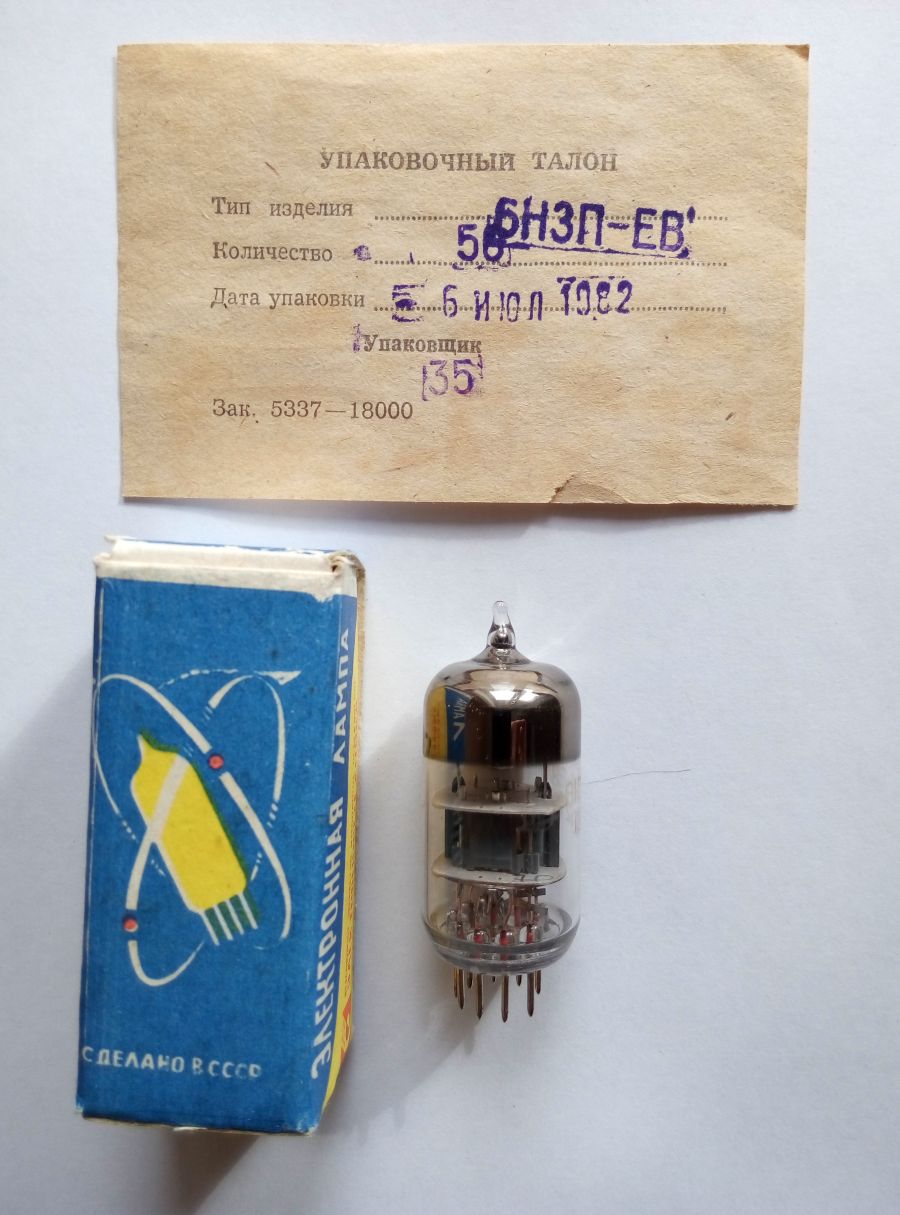 УПАКОВОЧНЫЙ ТАЛОН
Тип изделия 6Н3П-ЕВ
Количество 50
Дата упаковки 6 ИЮЛ 1982
Упаковщик
35
Зак. 5337—18000
ЭЛЕКТРОННАЯ ЛАМПА
СДЕЛАНО В СССР